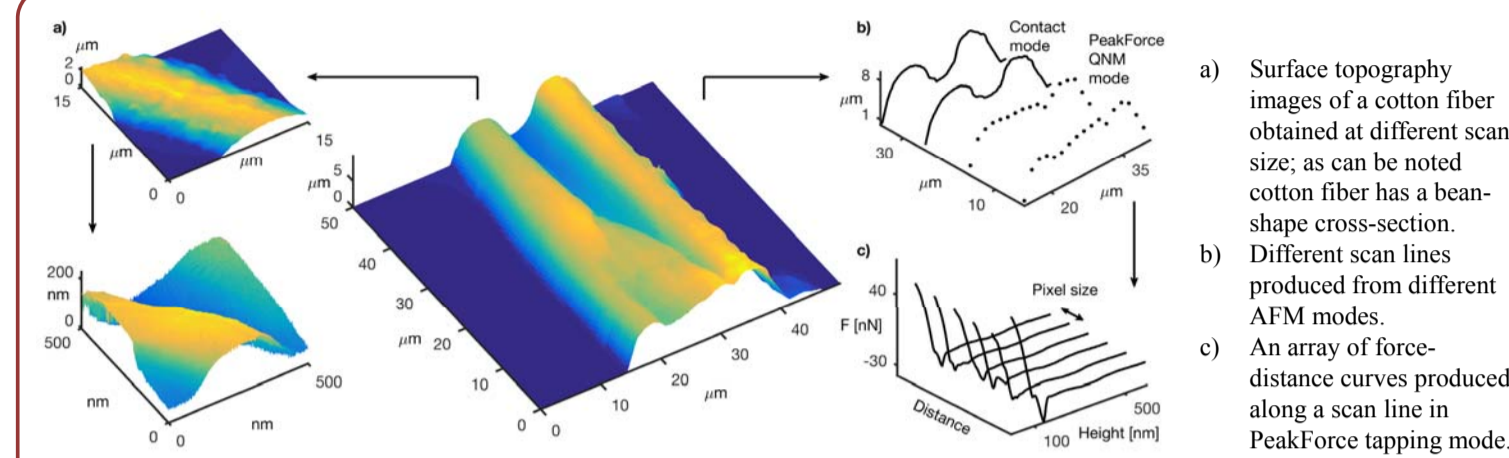 a)
μm
2
0
15
μm
μm
15
0
0
200
nm
0
500
nm
nm
500
0
0
μm
5
0
50
40
30
μm
20
10
0
0
10
20
μm
30
40
b)
Contact
mode
PeakForce
QNM
mode
8
μm
1
30
μm
10
20
μm
35
c)
Pixel size
40
F [nN]
-30
Distance
100
Height [nm]
500
a) Surface topography
images of a cotton fiber
obtained at different scan
size; as can be noted
cotton fiber has a bean-
shape cross-section.
b) Different scan lines
produced from different
AFM modes.
c) An array of force-
distance curves produced
along a scan line in
PeakForce tapping mode.